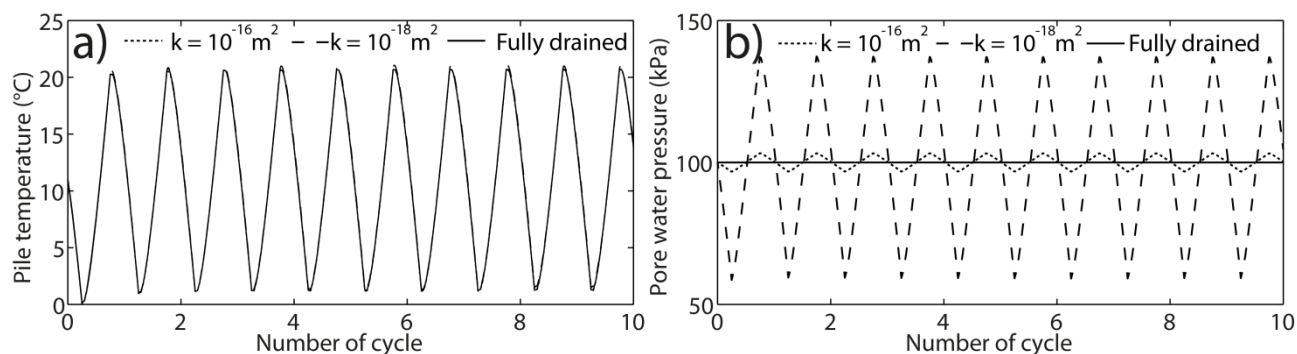 a)
k = 10⁻¹⁶m² k = 10⁻¹⁸m² Fully drained
Pile temperature (°C)
25
20
15
10
5
0
0 2 4 6 8 10
Number of cycle
b)
k = 10⁻¹⁶m² k = 10⁻¹⁸m² Fully drained
Pore water pressure (kPa)
150
100
50
0 2 4 6 8 10
Number of cycle